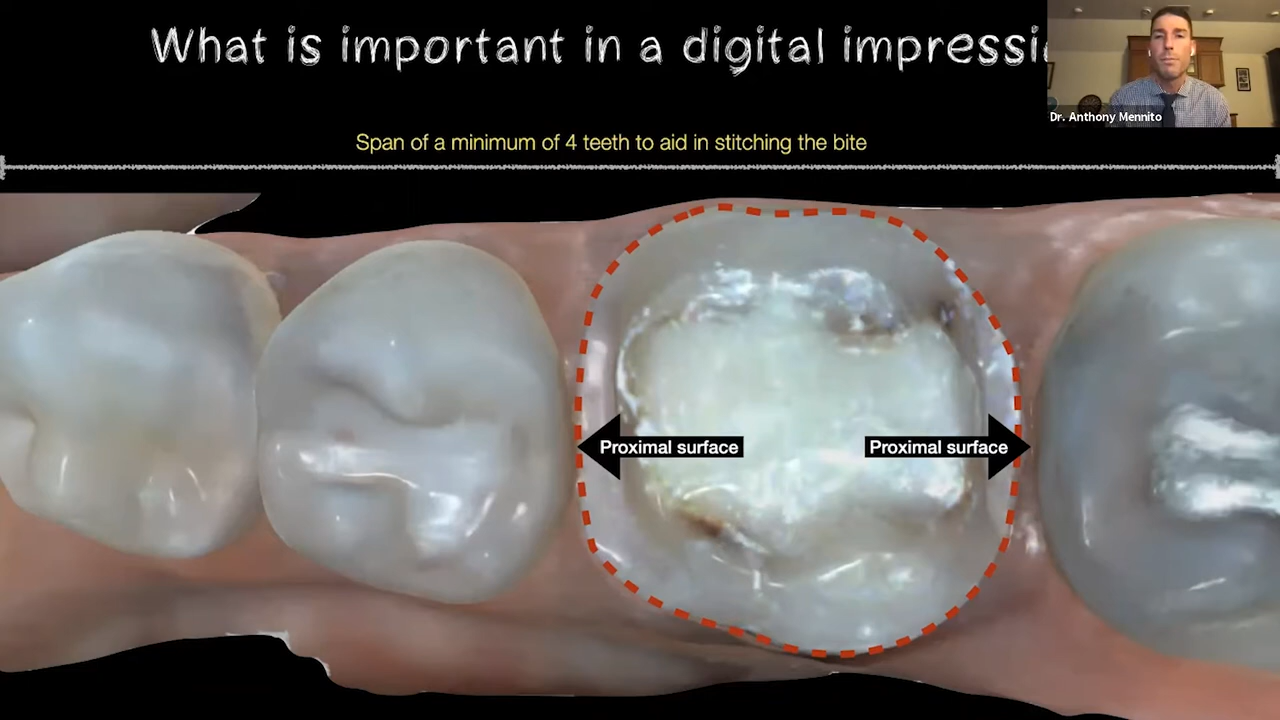 What is important in a digital impressi
Dr. Anthony Mennito
Span of a minimum of 4 teeth to aid in stitching the bite
Proximal surface
Proximal surface